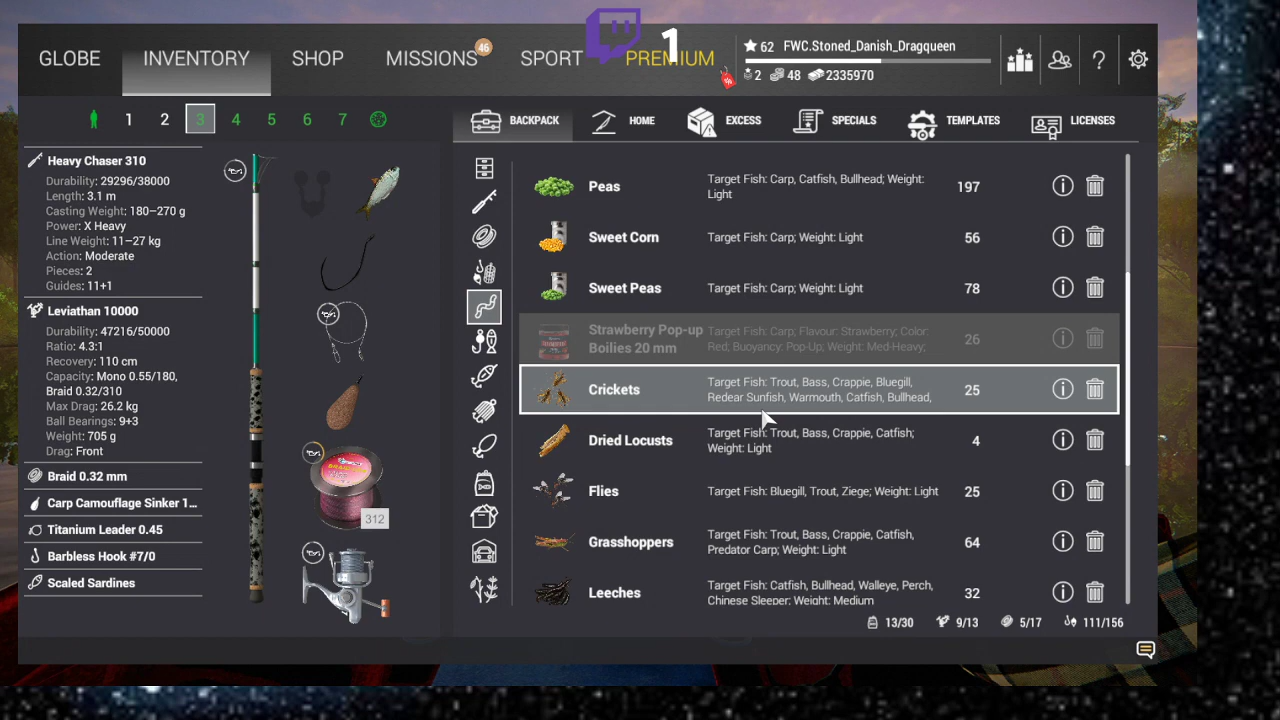 1
GLOBE INVENTORY SHOP MISSIONS 46 SPORT PREMIUM
62 FWC.Stoned_Danish_Dragqueen
2 48 2335970
?
1 2 3 4 5 6 7
BACKPACK HOME EXCESS SPECIALS TEMPLATES LICENSES
Heavy Chaser 310
Durability: 29296/38000
Length: 3.1 m
Casting Weight: 180–270 g
Power: X Heavy
Line Weight: 11–27 kg
Action: Moderate
Pieces: 2
Guides: 11+1
Leviathan 10000
Durability: 47216/50000
Ratio: 4.3:1
Recovery: 110 cm
Capacity: Mono 0.55/180,
Braid 0.32/310
Max Drag: 26.2 kg
Ball Bearings: 9+3
Weight: 705 g
Drag: Front
Braid 0.32 mm
Carp Camouflage Sinker 1...
Titanium Leader 0.45
Barbless Hook #7/0
Scaled Sardines
312
Peas
Target Fish: Carp, Catfish, Bullhead; Weight:
Light
197
Sweet Corn
Target Fish: Carp; Weight: Light
56
Sweet Peas
Target Fish: Carp; Weight: Light
78
Strawberry Pop-up
Boilies 20 mm
Target Fish: Carp; Flavour: Strawberry; Color:
Red; Buoyancy: Pop-Up; Weight: Med-Heavy;
26
Crickets
Target Fish: Trout, Bass, Crappie, Bluegill,
Redear Sunfish, Warmouth, Catfish, Bullhead,
25
Dried Locusts
Target Fish: Trout, Bass, Crappie, Catfish;
Weight: Light
4
Flies
Target Fish: Bluegill, Trout, Ziege; Weight: Light
25
Grasshoppers
Target Fish: Trout, Bass, Crappie, Catfish,
Predator Carp; Weight: Light
64
Leeches
Target Fish: Catfish, Bullhead, Walleye, Perch,
Chinese Sleeper; Weight: Medium
32
13/30 9/13 5/17 111/156